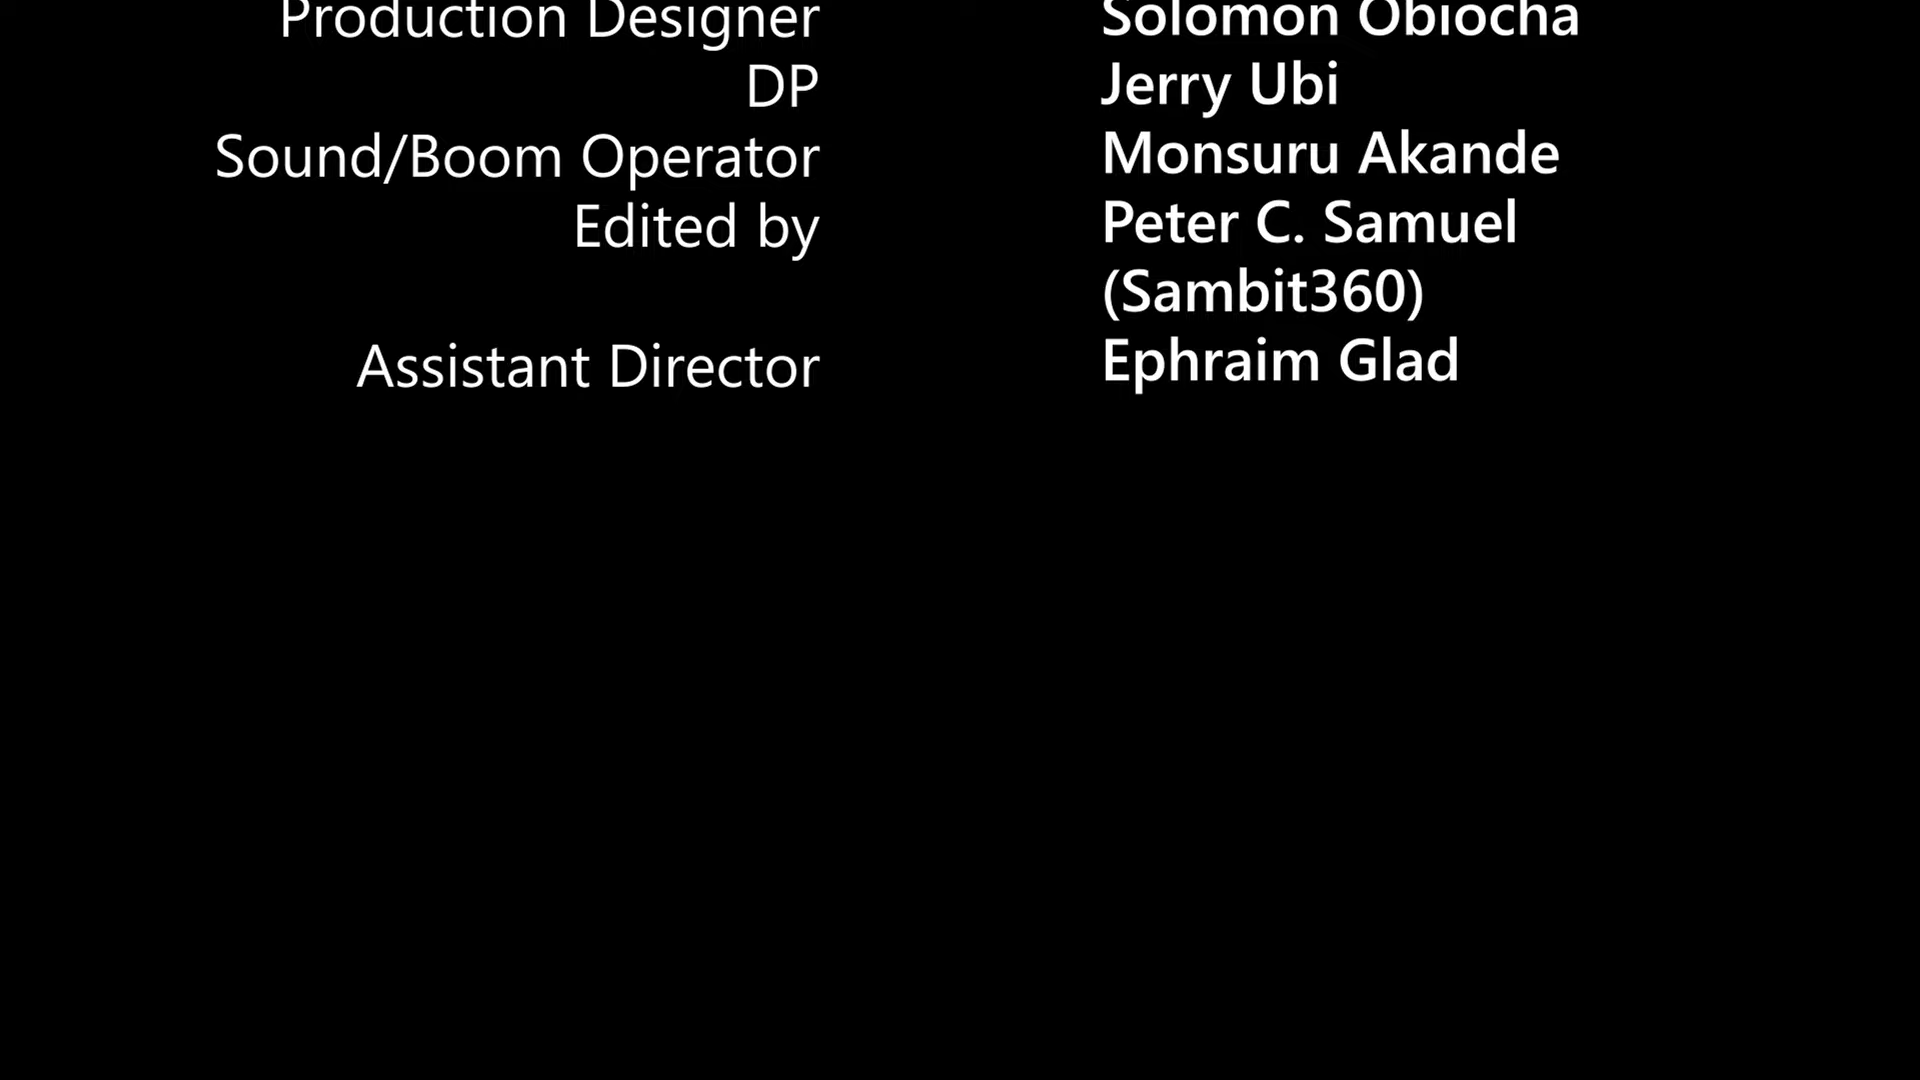 Production Designer Solomon Obiocha
DP Jerry Ubi
Sound/Boom Operator Monsuru Akande
Edited by Peter C. Samuel
(Sambit360)
Assistant Director Ephraim Glad